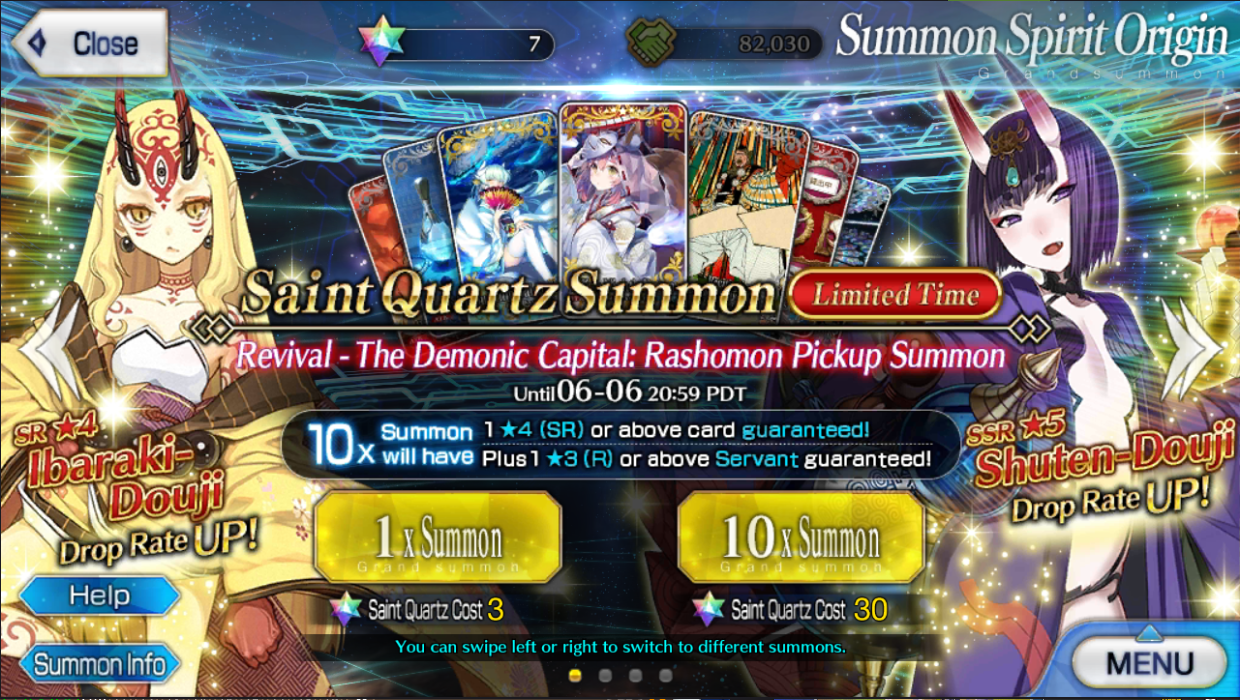 Close
7
82,030
Summon Spirit Origin
Grandsummon
Saint Quartz Summon
Limited Time
Revival - The Demonic Capital: Rashomon Pickup Summon
Until 06-06 20:59 PDT
10x Summon will have
1 ★4 (SR) or above card guaranteed!
Plus 1 ★3 (R) or above Servant guaranteed!
SR ★4
Ibaraki-
Douji
Drop Rate UP!
SSR ★5
Shuten-Douji
Drop Rate UP!
1 x Summon
Grand summon
10 x Summon
Grand summon
Saint Quartz Cost 3
Saint Quartz Cost 30
Help
Summon Info
You can swipe left or right to switch to different summons.
MENU